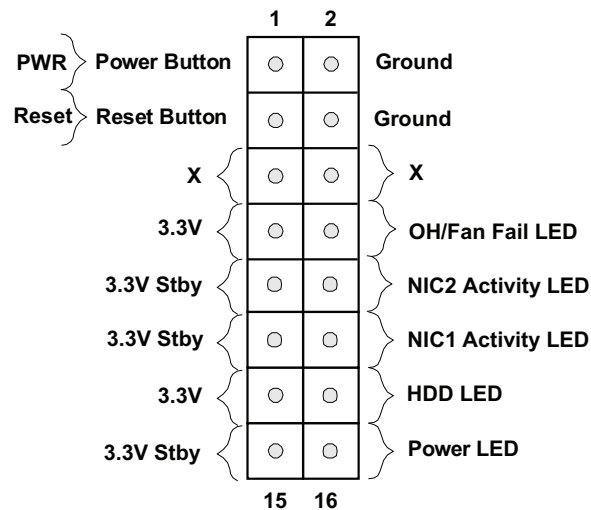 1 2
PWR Power Button Ground
Reset Reset Button Ground
X X
3.3V OH/Fan Fail LED
3.3V Stby NIC2 Activity LED
3.3V Stby NIC1 Activity LED
3.3V HDD LED
3.3V Stby Power LED
15 16